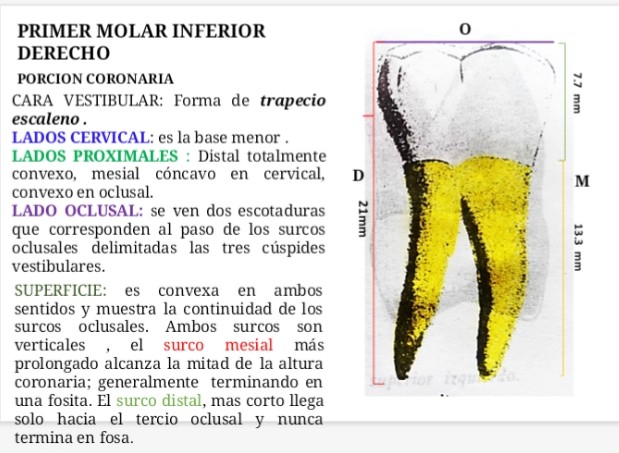 PRIMER MOLAR INFERIOR
DERECHO
PORCION CORONARIA
CARA VESTIBULAR: Forma de trapecio
escaleno .
LADOS CERVICAL: es la base menor .
LADOS PROXIMALES : Distal totalmente
convexo, mesial cóncavo en cervical,
convexo en oclusal.
LADO OCLUSAL: se ven dos escotaduras
que corresponden al paso de los surcos
oclusales delimitadas las tres cúspides
vestibulares.
SUPERFICIE: es convexa en ambos
sentidos y muestra la continuidad de los
surcos oclusales. Ambos surcos son
verticales , el surco mesial más
prolongado alcanza la mitad de la altura
coronaria; generalmente terminando en
una fosita. El surco distal, mas corto llega
solo hacia el tercio oclusal y nunca
termina en fosa.
O
7.7 mm
D
M
21mm
13.3 mm